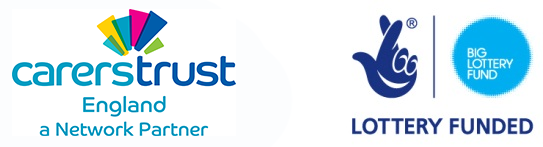 carerstrust
England
a Network Partner
®
BIG
LOTTERY
FUND
LOTTERY FUNDED